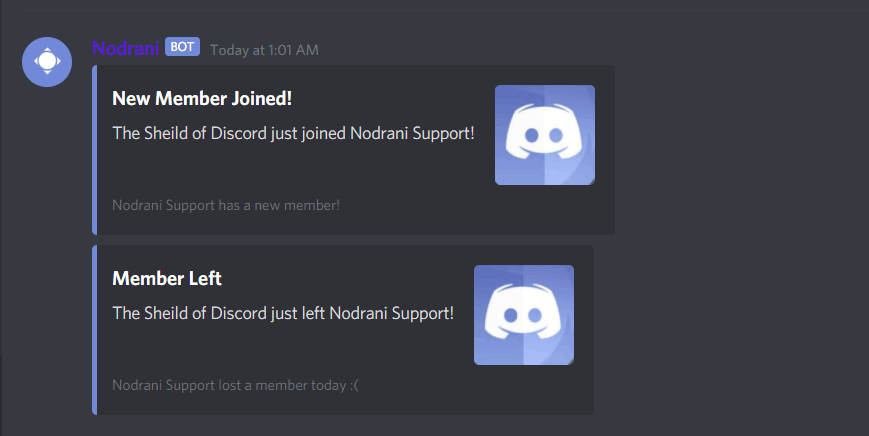 Nodrani BOT Today at 1:01 AM
New Member Joined!
The Sheild of Discord just joined Nodrani Support!
Nodrani Support has a new member!
Member Left
The Sheild of Discord just left Nodrani Support!
Nodrani Support lost a member today :(